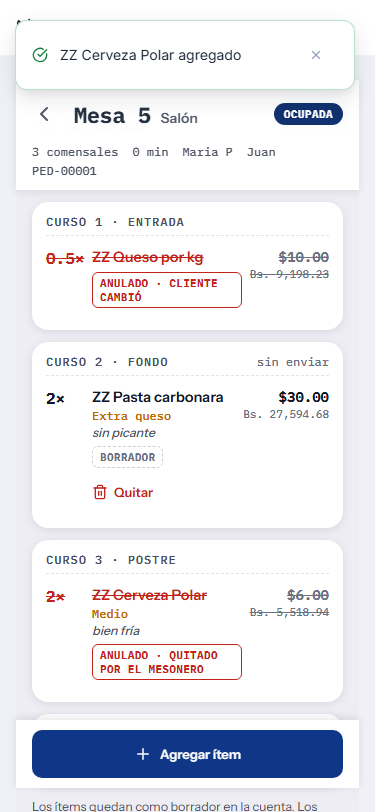 ZZ Cerveza Polar agregado
Mesa 5 Salón
OCUPADA
3 comensales 0 min Maria P Juan
PED-00001
CURSO 1 · ENTRADA
0.5× ZZ Queso por kg $10.00
Bs. 9,198.23
ANULADO · CLIENTE
CAMBIÓ
CURSO 2 · FONDO sin enviar
2× ZZ Pasta carbonara $30.00
Extra queso Bs. 27,594.68
sin picante
BORRADOR
Quitar
CURSO 3 · POSTRE
2× ZZ Cerveza Polar $6.00
Medio Bs. 5,518.94
bien fría
ANULADO · QUITADO
POR EL MESONERO
+ Agregar ítem
Los ítems quedan como borrador en la cuenta. Los